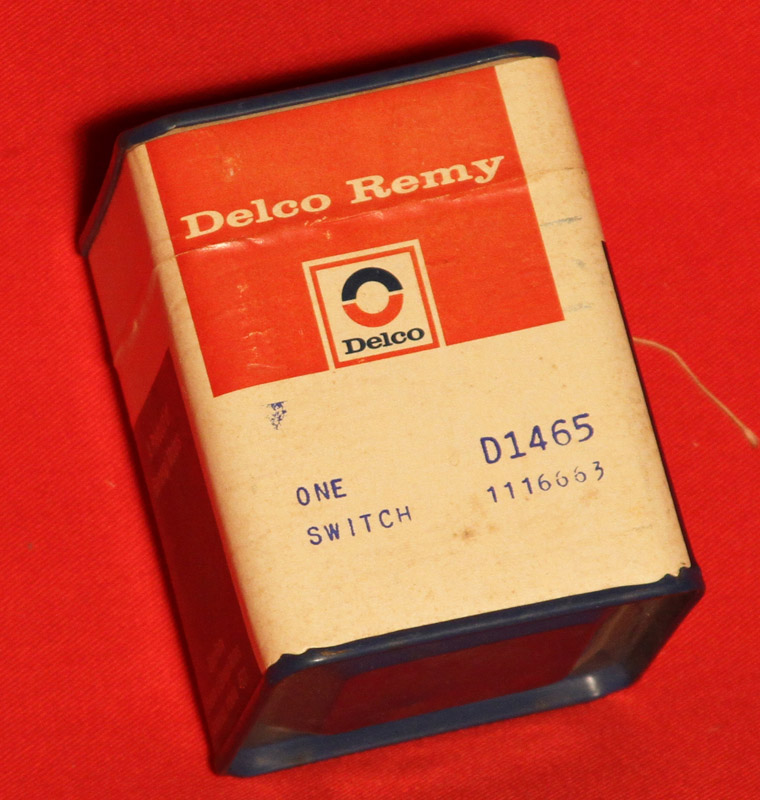 Delco Remy
Delco
ONE D1465
SWITCH 1116663